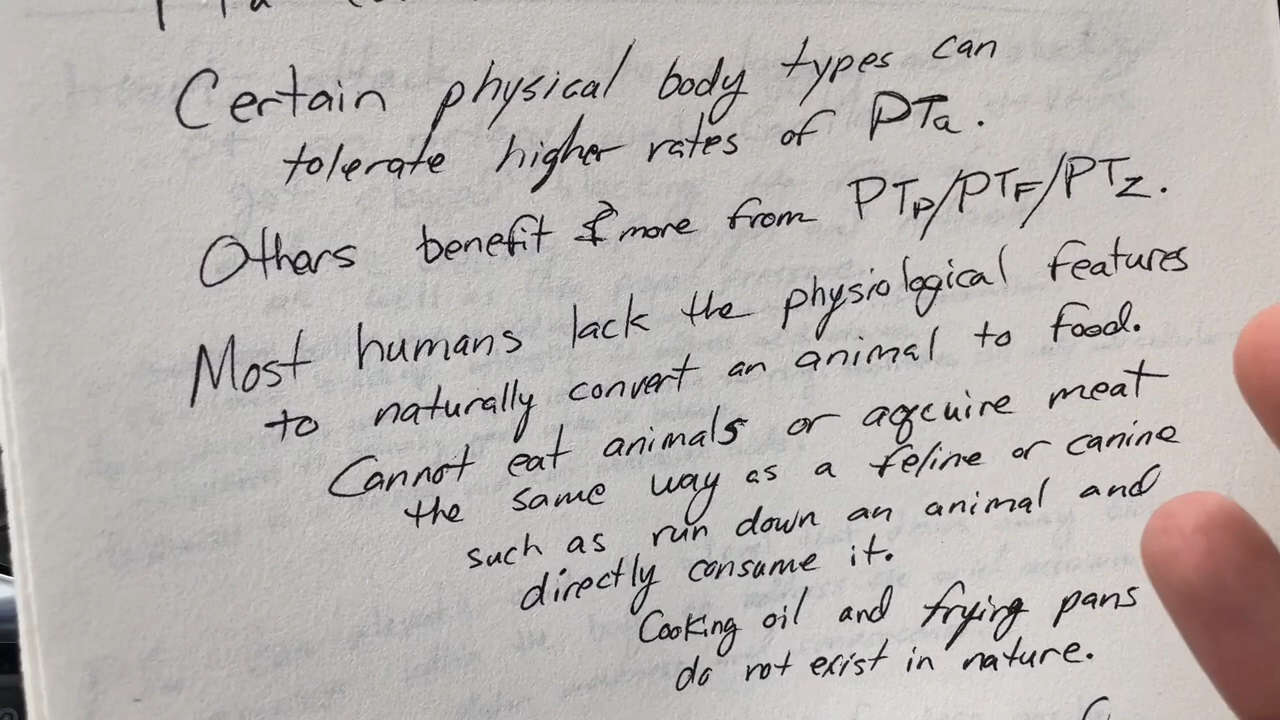 Certain physical body types can
tolerate higher rates of PTa.
Others benefit more from PTP/PTF/PTZ.
Most humans lack the physiological features
to naturally convert an animal to food.
Cannot eat animals or aqcuire meat
the same way as a feline or canine
such as run down an animal and
directly consume it.
Cooking oil and frying pans
do not exist in nature.